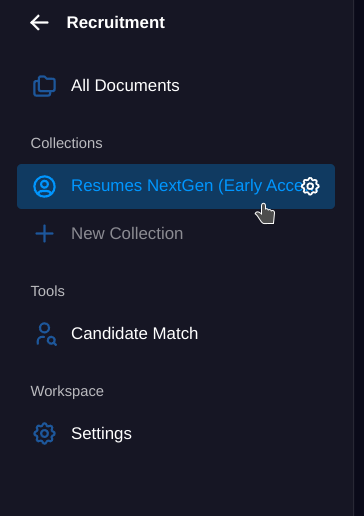 Recruitment
All Documents
Collections
Resumes NextGen (Early Acce
New Collection
Tools
Candidate Match
Workspace
Settings